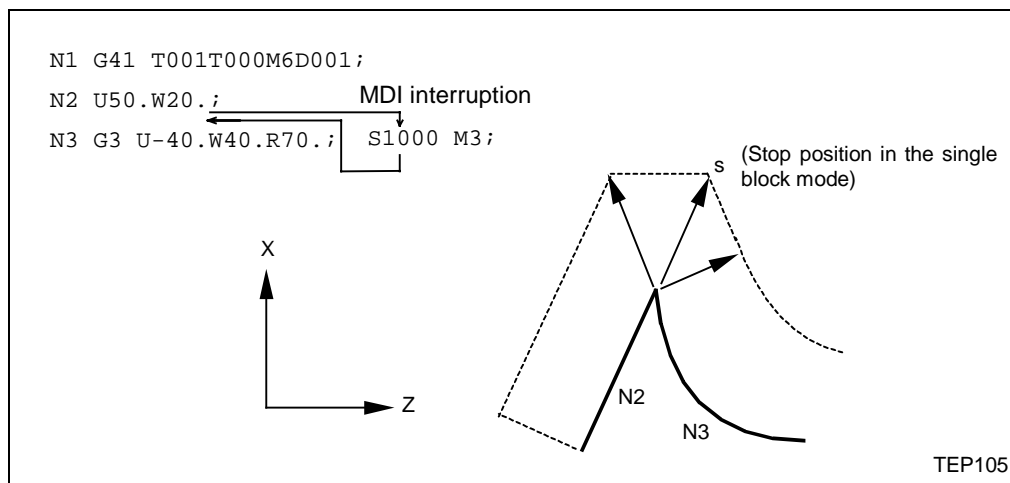 N1 G41 T001T000M6D001;
N2 U50.W20.;
MDI interruption
N3 G3 U-40.W40.R70.;
S1000 M3;
s
(Stop position in the single
block mode)
X
Z
N2
N3
TEP105